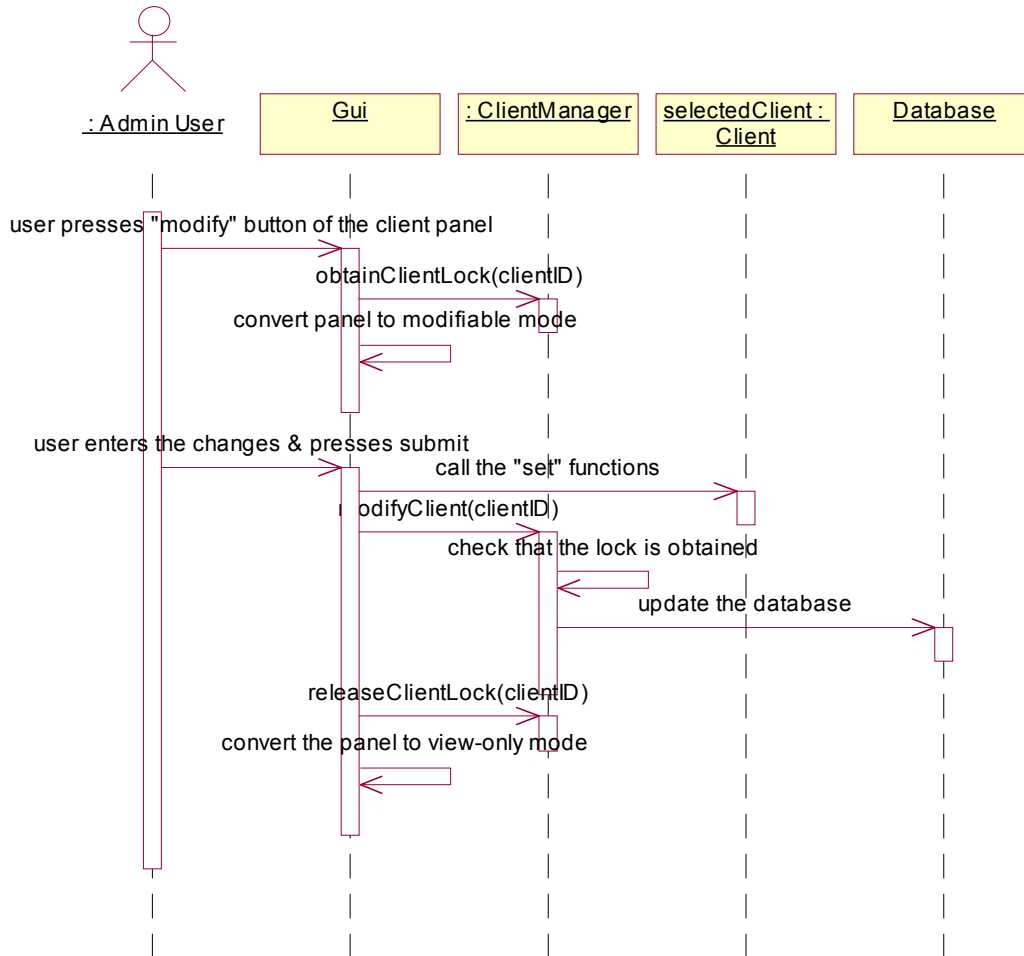 : Admin User
Gui
: ClientManager
selectedClient :
Client
Database
user presses "modify" button of the client panel
obtainClientLock(clientID)
convert panel to modifiable mode
user enters the changes & presses submit
call the "set" functions
modifyClient(clientID)
check that the lock is obtained
update the database
releaseClientLock(clientID)
convert the panel to view-only mode